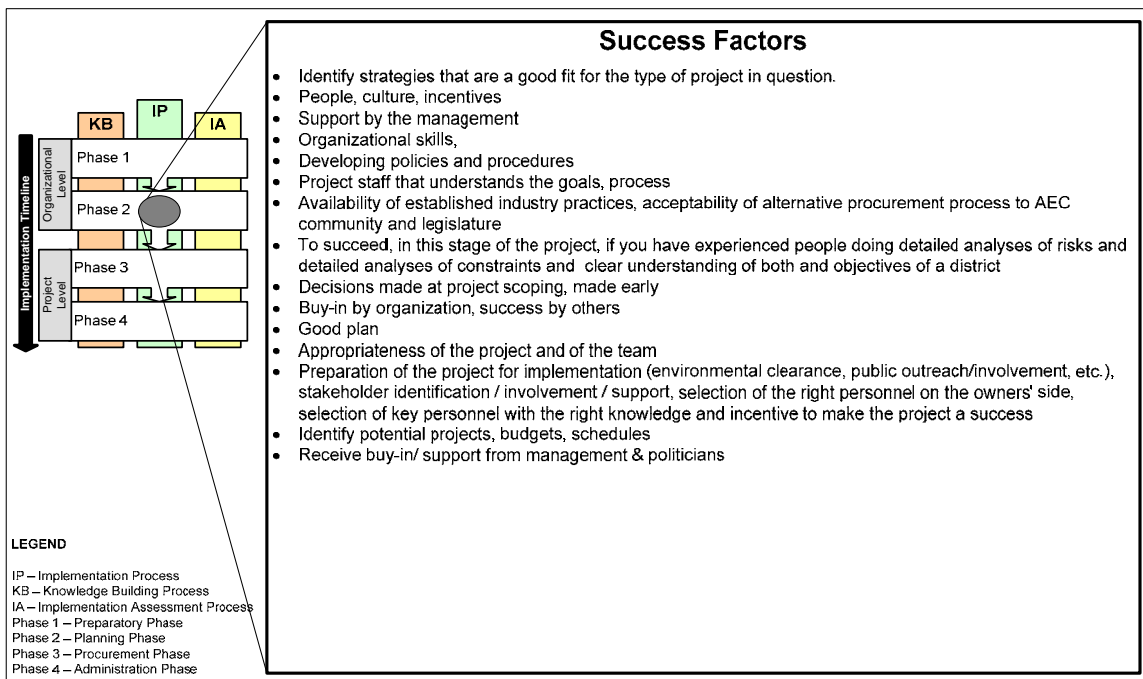 Success Factors
• Identify strategies that are a good fit for the type of project in question.
• People, culture, incentives
• Support by the management
• Organizational skills,
• Developing policies and procedures
• Project staff that understands the goals, process
• Availability of established industry practices, acceptability of alternative procurement process to AEC
community and legislature
• To succeed, in this stage of the project, if you have experienced people doing detailed analyses of risks and
detailed analyses of constraints and clear understanding of both and objectives of a district
• Decisions made at project scoping, made early
• Buy-in by organization, success by others
• Good plan
• Appropriateness of the project and of the team
• Preparation of the project for implementation (environmental clearance, public outreach/involvement, etc.),
stakeholder identification / involvement / support, selection of the right personnel on the owners' side,
selection of key personnel with the right knowledge and incentive to make the project a success
• Identify potential projects, budgets, schedules
• Receive buy-in/ support from management & politicians
KB
IP
IA
Implementation Timeline
Organizational
Level
Project
Level
Phase 1
Phase 2
Phase 3
Phase 4
LEGEND
IP – Implementation Process
KB – Knowledge Building Process
IA – Implementation Assessment Process
Phase 1 – Preparatory Phase
Phase 2 – Planning Phase
Phase 3 – Procurement Phase
Phase 4 – Administration Phase